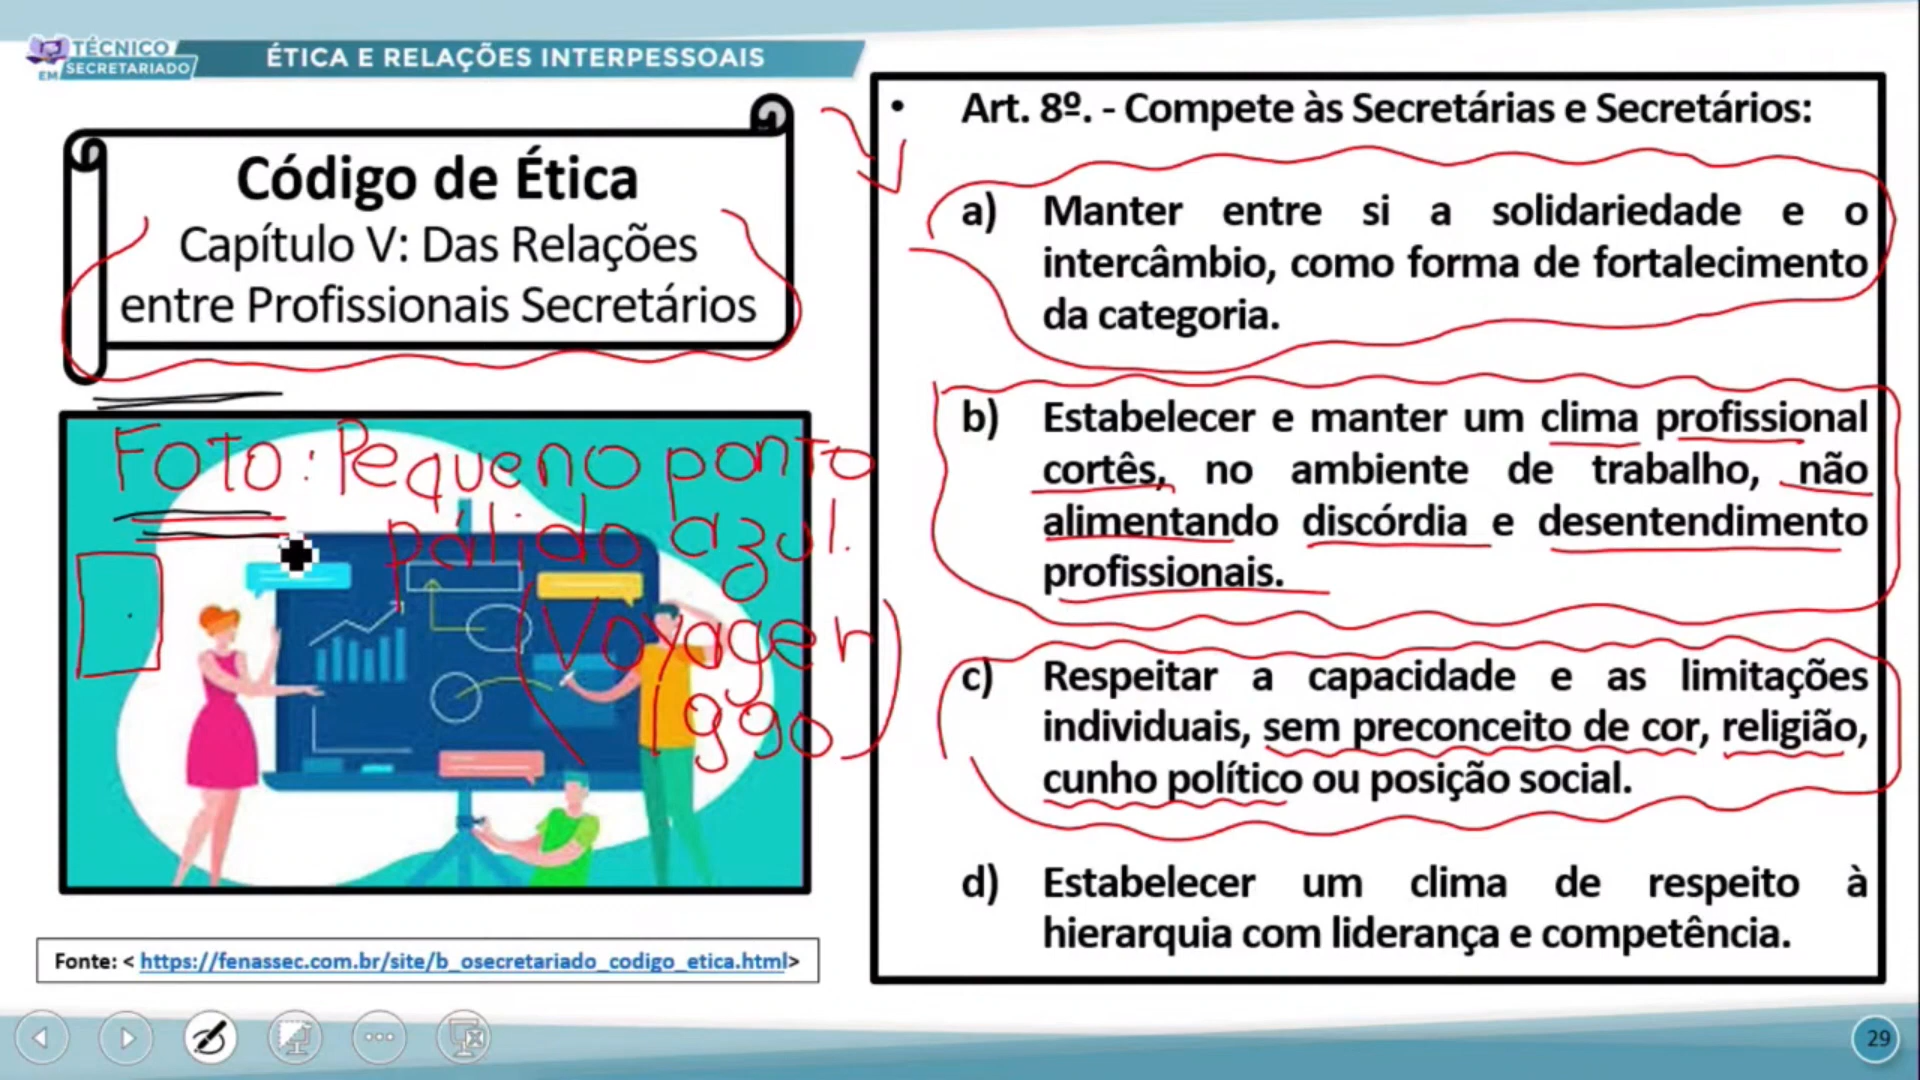 TÉCNICO
EM SECRETARIADO
ÉTICA E RELAÇÕES INTERPESSOAIS
Código de Ética
Capítulo V: Das Relações
entre Profissionais Secretários
Foto: Pequeno ponto
pálido azul.
(Voyager
1990)
Fonte: < https://fenassec.com.br/site/b_osecretariado_codigo_etica.html>
• Art. 8º. - Compete às Secretárias e Secretários:
a) Manter entre si a solidariedade e o
intercâmbio, como forma de fortalecimento
da categoria.
b) Estabelecer e manter um clima profissional
cortês, no ambiente de trabalho, não
alimentando discórdia e desentendimento
profissionais.
c) Respeitar a capacidade e as limitações
individuais, sem preconceito de cor, religião,
cunho político ou posição social.
d) Estabelecer um clima de respeito à
hierarquia com liderança e competência.
29